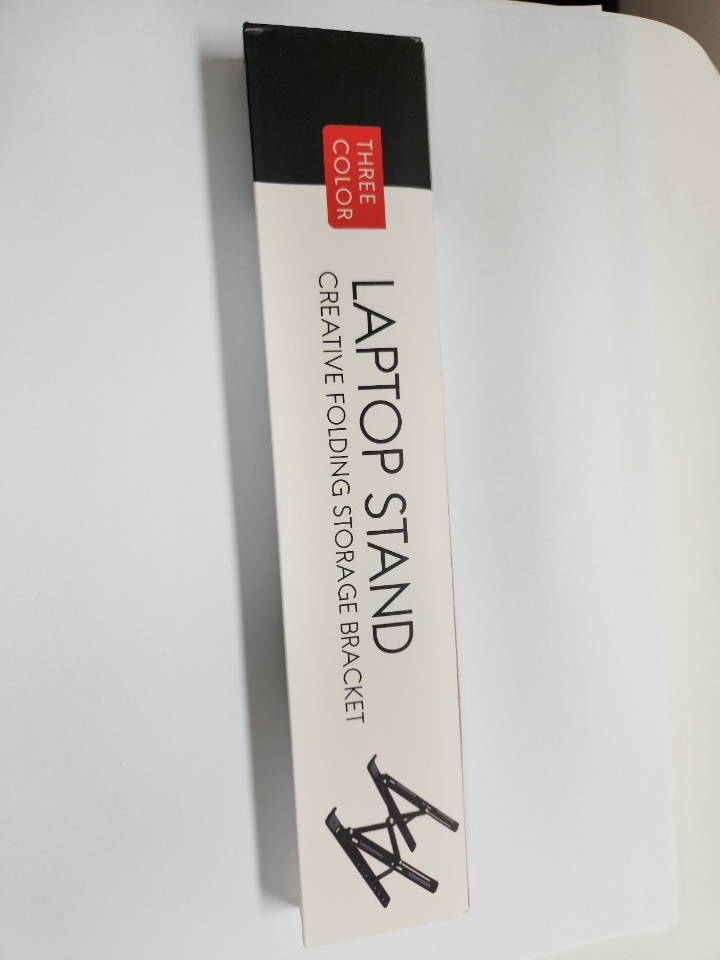 THREE
COLOR
LAPTOP STAND
CREATIVE FOLDING STORAGE BRACKET